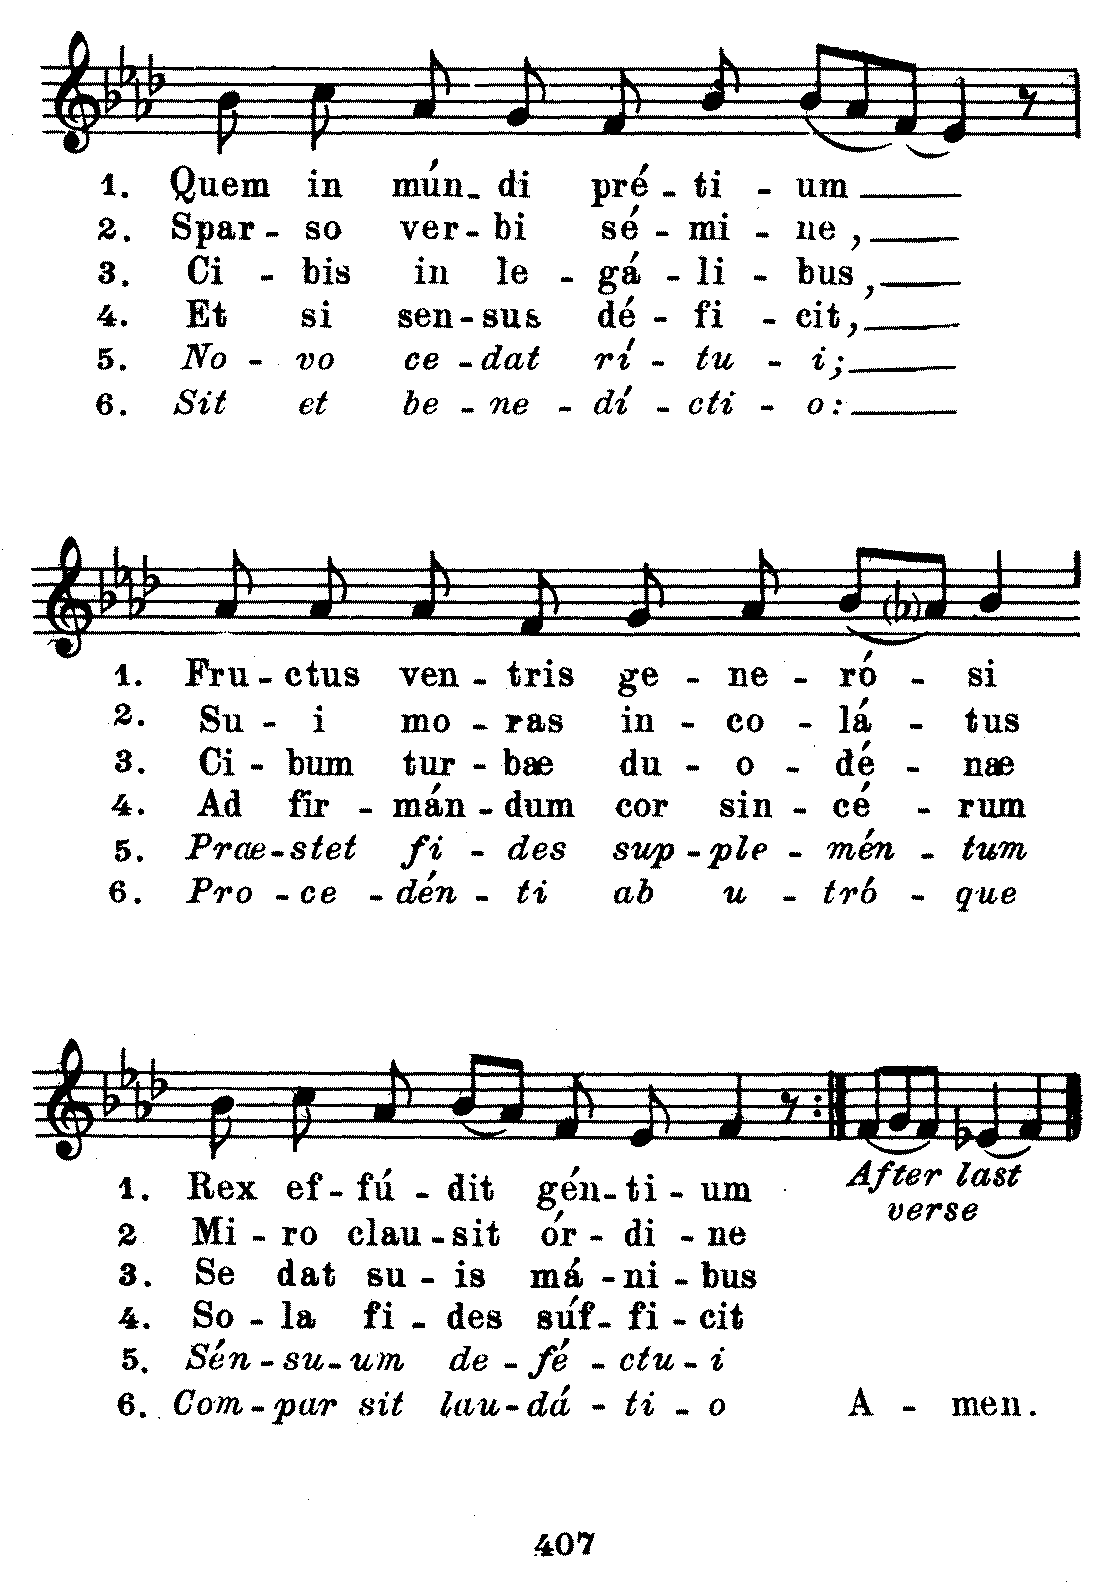 1. Quem in mún-di pré-ti-um
2. Spar-so ver-bi sé-mi-ne,
3. Ci-bis in le-gá-li-bus,
4. Et si sen-sus dé-fi-cit,
5. No-vo ce-dat rí-tu-i;
6. Sit et be-ne-dí-cti-o:
1. Fru-ctus ven-tris ge-ne-ró-si
2. Su-i mo-ras in-co-lá-tus
3. Ci-bum tur-bæ du-o-dé-næ
4. Ad fir-mán-dum cor sin-cé-rum
5. Præ-stet fi-des sup-ple-mén-tum
6. Pro-ce-dén-ti ab u-tró-que
1. Rex ef-fú-dit gén-ti-um
After last
verse
2 Mi-ro clau-sit ór-di-ne
3. Se dat su-is má-ni-bus
4. So-la fi-des súf-fi-cit
5. Sén-su-um de-fé-ctu-i
6. Com-par sit lau-dá-ti-o A-men.
407